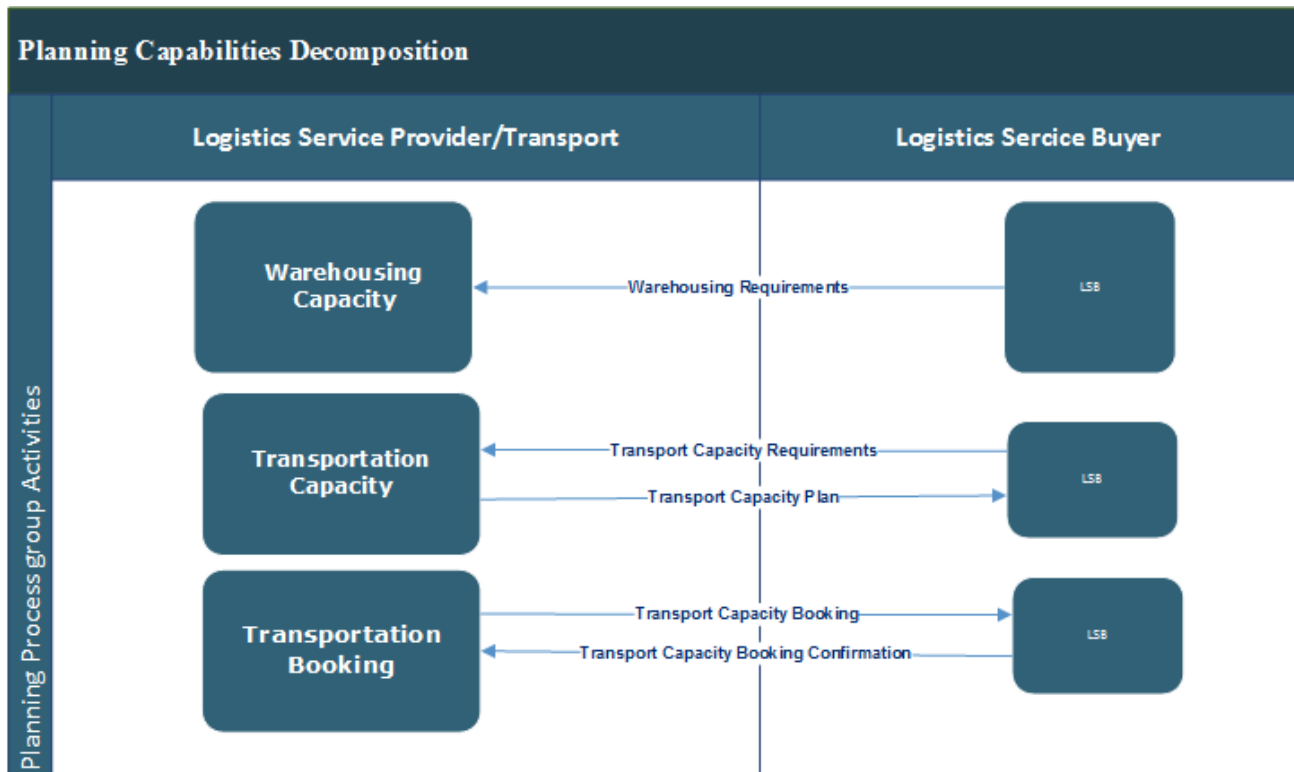 Planning Capabilities Decomposition
Logistics Service Provider/Transport
Logistics Sercice Buyer
Planning Process group Activities
Warehousing
Capacity
Warehousing Requirements
LSB
Transportation
Capacity
Transport Capacity Requirements
Transport Capacity Plan
LSB
Transportation
Booking
Transport Capacity Booking
Transport Capacity Booking Confirmation
LSB